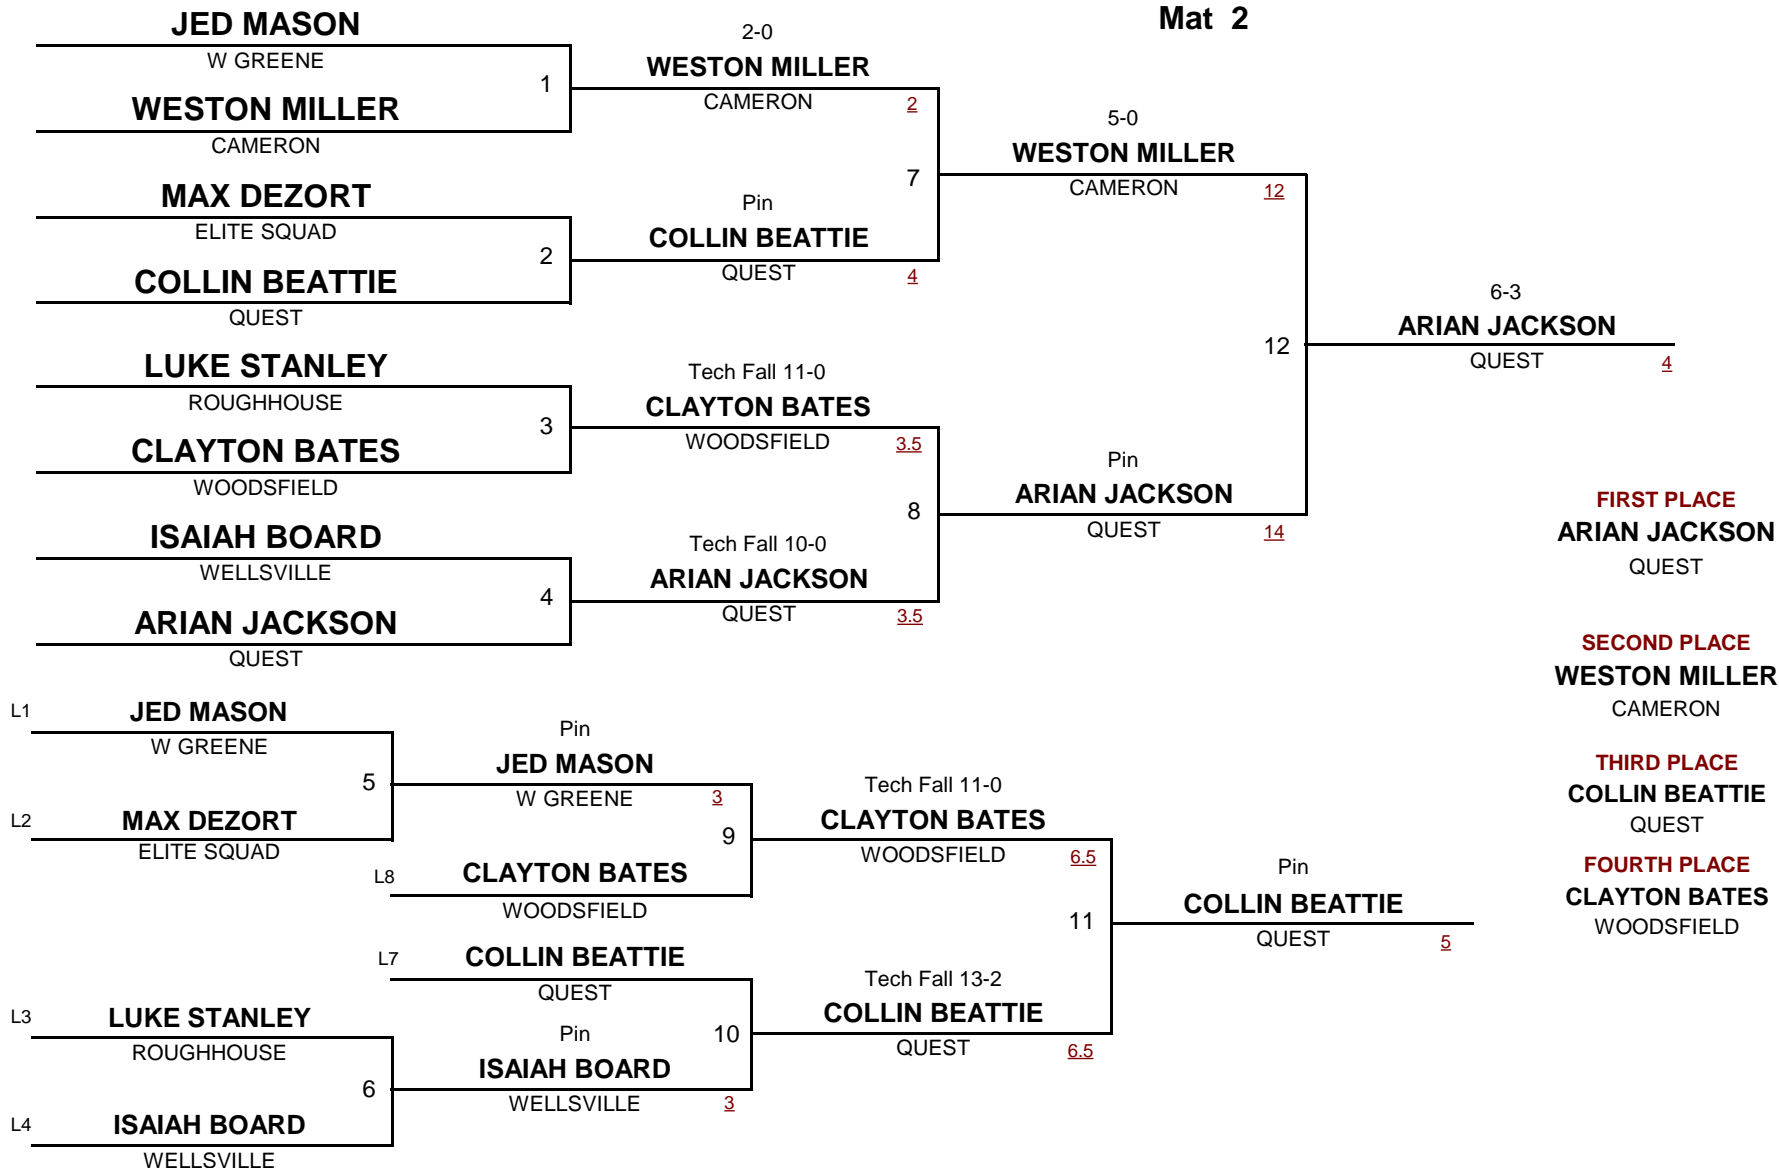 Mat 2
JED MASON
W GREENE
1
WESTON MILLER
CAMERON
MAX DEZORT
ELITE SQUAD
2
COLLIN BEATTIE
QUEST
LUKE STANLEY
ROUGHHOUSE
3
CLAYTON BATES
WOODSFIELD
ISAIAH BOARD
WELLSVILLE
4
ARIAN JACKSON
QUEST
2-0
WESTON MILLER
CAMERON 2
7
Pin
COLLIN BEATTIE
QUEST 4
Tech Fall 11-0
CLAYTON BATES
WOODSFIELD 3.5
8
Tech Fall 10-0
ARIAN JACKSON
QUEST 3.5
5-0
WESTON MILLER
CAMERON 12
12
Pin
ARIAN JACKSON
QUEST 14
6-3
ARIAN JACKSON
QUEST 4
FIRST PLACE
ARIAN JACKSON
QUEST
SECOND PLACE
WESTON MILLER
CAMERON
THIRD PLACE
COLLIN BEATTIE
QUEST
FOURTH PLACE
CLAYTON BATES
WOODSFIELD
L1 JED MASON
W GREENE
5
L2 MAX DEZORT
ELITE SQUAD
L3 LUKE STANLEY
ROUGHHOUSE
6
L4 ISAIAH BOARD
WELLSVILLE
Pin
JED MASON
W GREENE 3
9
L8 CLAYTON BATES
WOODSFIELD
L7 COLLIN BEATTIE
QUEST
10
Pin
ISAIAH BOARD
WELLSVILLE 3
Tech Fall 11-0
CLAYTON BATES
WOODSFIELD 6.5
11
Tech Fall 13-2
COLLIN BEATTIE
QUEST 6.5
Pin
COLLIN BEATTIE
QUEST 5